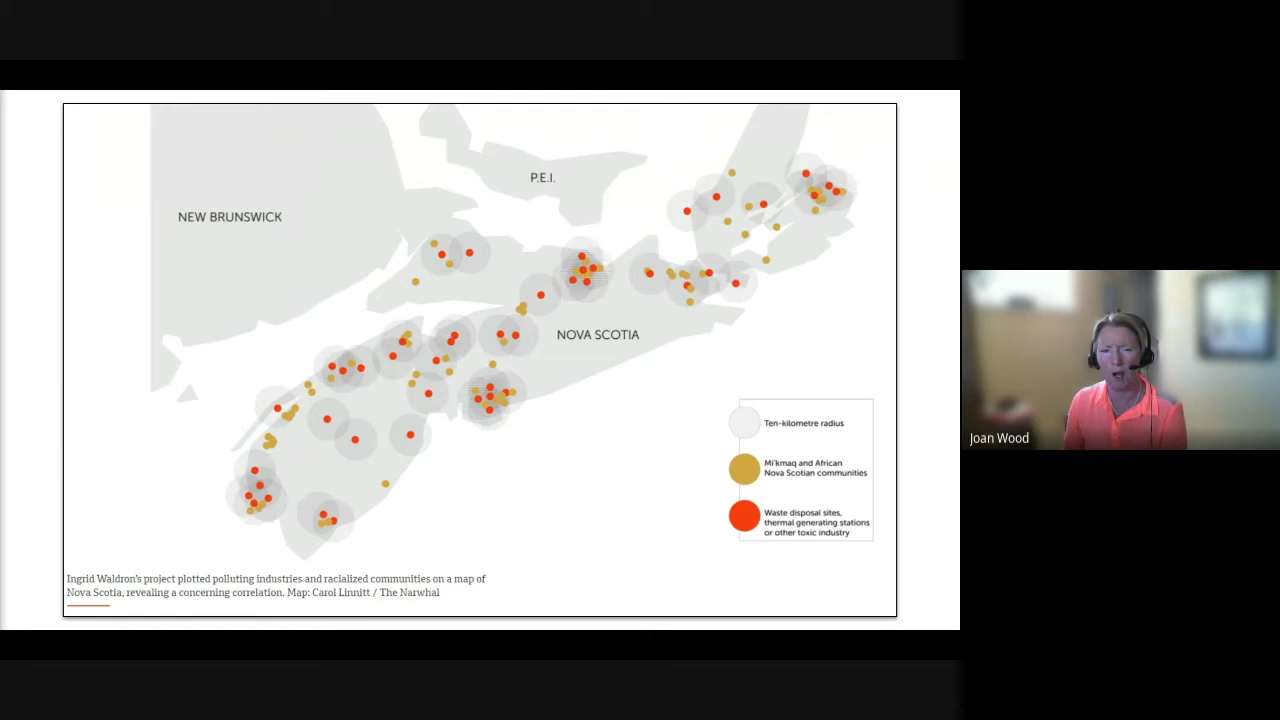 P.E.I.
NEW BRUNSWICK
NOVA SCOTIA
Ten-kilometre radius
Mi'kmaq and African
Nova Scotian communities
Waste disposal sites,
thermal generating stations
or other toxic industry
Ingrid Waldron's project plotted polluting industries and racialized communities on a map of
Nova Scotia, revealing a concerning correlation. Map: Carol Linnitt / The Narwhal
Joan Wood